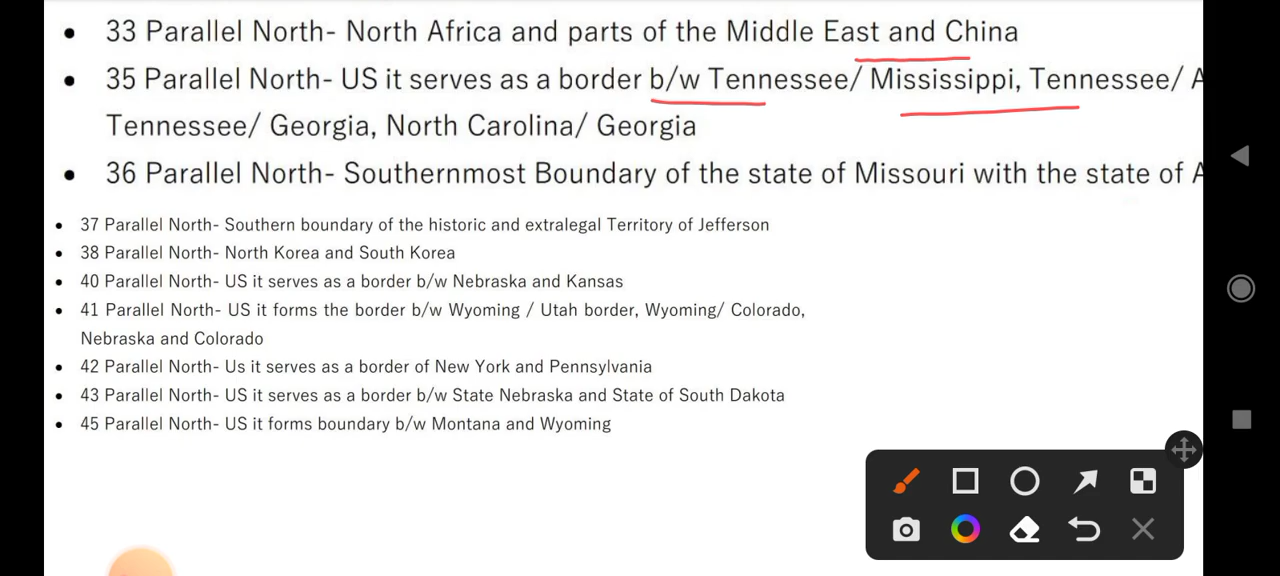 • 33 Parallel North- North Africa and parts of the Middle East and China
• 35 Parallel North- US it serves as a border b/w Tennessee/ Mississippi, Tennessee/ A
Tennessee/ Georgia, North Carolina/ Georgia
• 36 Parallel North- Southernmost Boundary of the state of Missouri with the state of A
• 37 Parallel North- Southern boundary of the historic and extralegal Territory of Jefferson
• 38 Parallel North- North Korea and South Korea
• 40 Parallel North- US it serves as a border b/w Nebraska and Kansas
• 41 Parallel North- US it forms the border b/w Wyoming / Utah border, Wyoming/ Colorado,
Nebraska and Colorado
• 42 Parallel North- Us it serves as a border of New York and Pennsylvania
• 43 Parallel North- US it serves as a border b/w State Nebraska and State of South Dakota
• 45 Parallel North- US it forms boundary b/w Montana and Wyoming